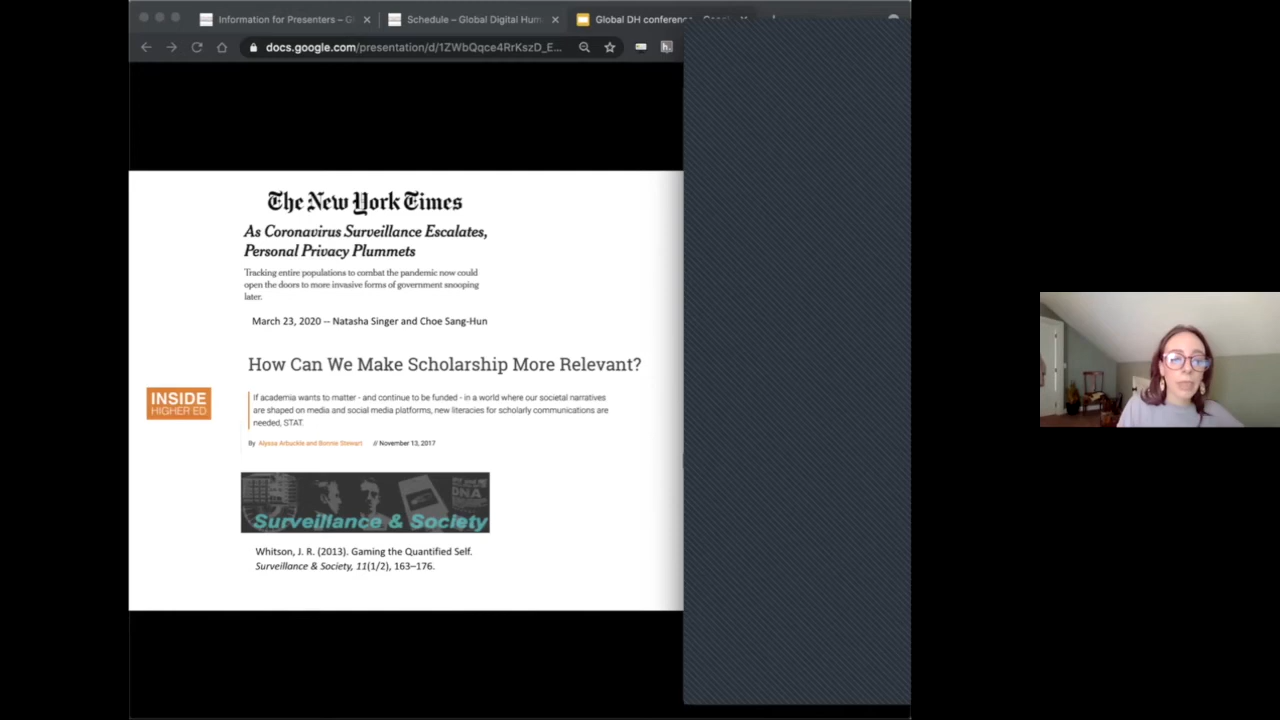 Information for Presenters – Gl
Schedule – Global Digital Hum
Global DH conference
docs.google.com/presentation/d/1ZWbQqce4RrKszD_E...
h.
The New York Times
As Coronavirus Surveillance Escalates,
Personal Privacy Plummets
Tracking entire populations to combat the pandemic now could
open the doors to more invasive forms of government snooping
later.
March 23, 2020 -- Natasha Singer and Choe Sang-Hun
How Can We Make Scholarship More Relevant?
INSIDE
HIGHER ED
If academia wants to matter - and continue to be funded - in a world where our societal narratives
are shaped on media and social media platforms, new literacies for scholarly communications are
needed, STAT.
By Alyssa Arbuckle and Bonnie Stewart // November 13, 2017
DNA
Surveillance & Society
Whitson, J. R. (2013). Gaming the Quantified Self.
Surveillance & Society, 11(1/2), 163–176.